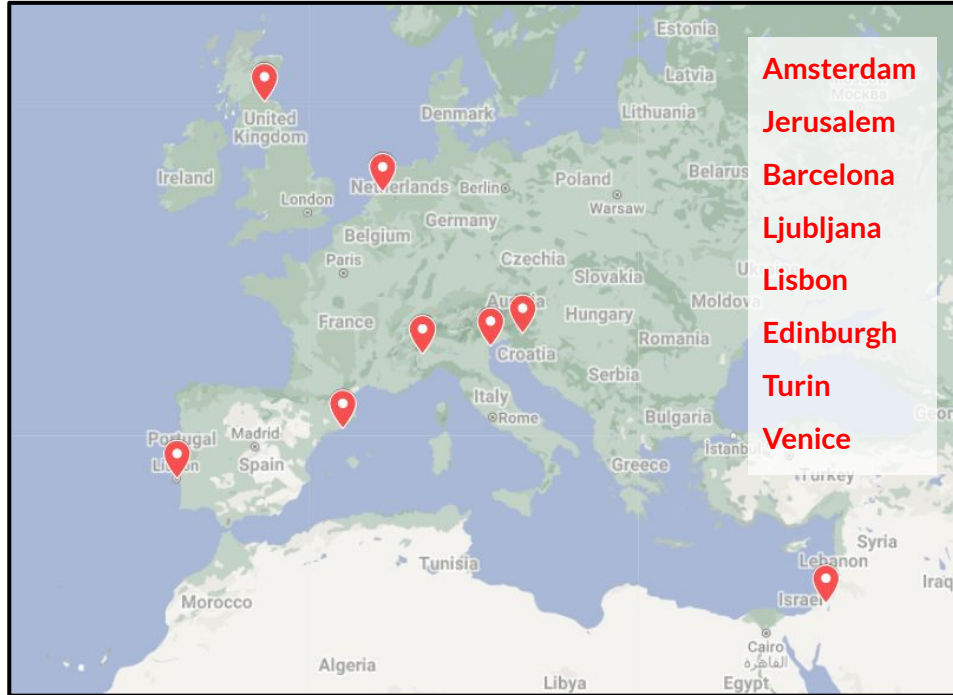 Estonia
Latvia
Москва
Lithuania
Denmark
United
Kingdom
Ireland
London
Netherlands
Berlin
Poland
Warsaw
Belarus
Germany
Belgium
Paris
Czechia
Slovakia
Austria
Moldova
France
Hungary
Romania
Croatia
Serbia
Italy
Rome
Bulgaria
İstanbul
Portugal
Madrid
Lisbon
Spain
Greece
Turkey
Syria
Tunisia
Lebanon
Iraq
Israel
Morocco
Cairo
القاهرة
Algeria
Libya
Egypt
Amsterdam
Jerusalem
Barcelona
Ljubljana
Lisbon
Edinburgh
Turin
Venice